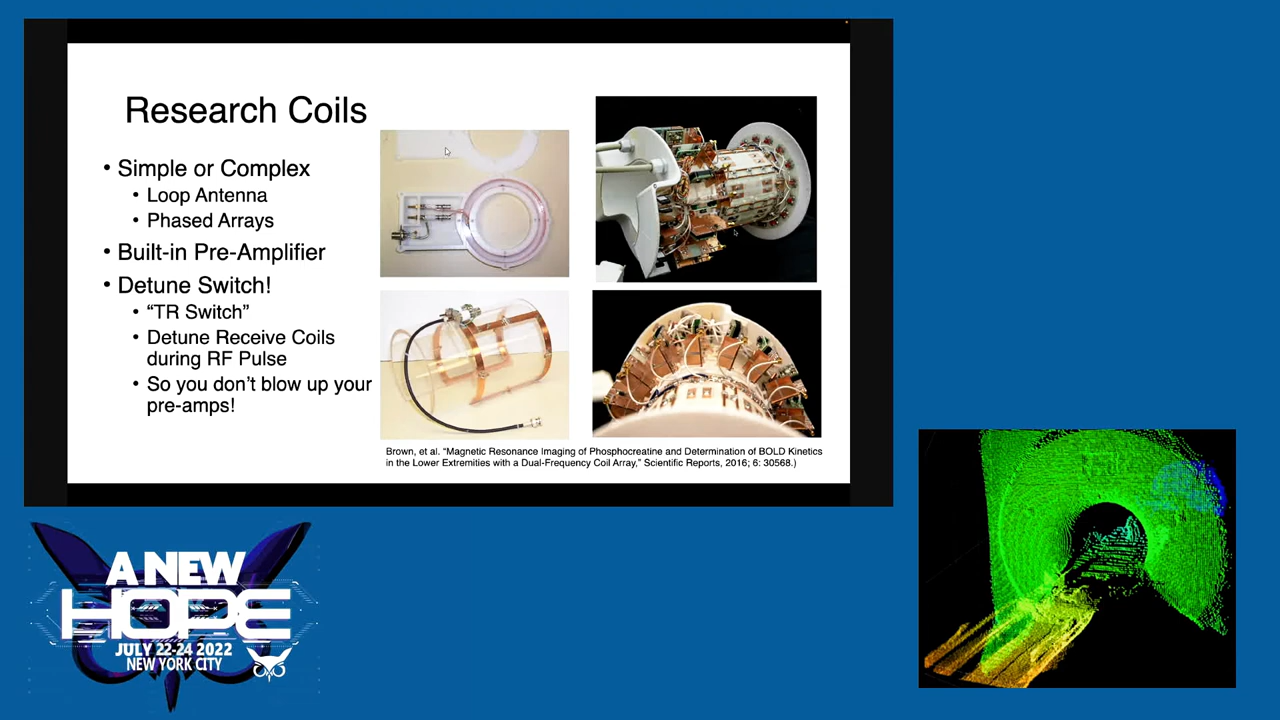 Research Coils
• Simple or Complex
• Loop Antenna
• Phased Arrays
• Built-in Pre-Amplifier
• Detune Switch!
• “TR Switch”
• Detune Receive Coils
during RF Pulse
• So you don’t blow up your
pre-amps!
Brown, et al. “Magnetic Resonance Imaging of Phosphocreatine and Determination of BOLD Kinetics
in the Lower Extremities with a Dual-Frequency Coil Array,” Scientific Reports, 2016; 6: 30568.)
A NEW
HOPE
JULY 22-24 2022
NEW YORK CITY